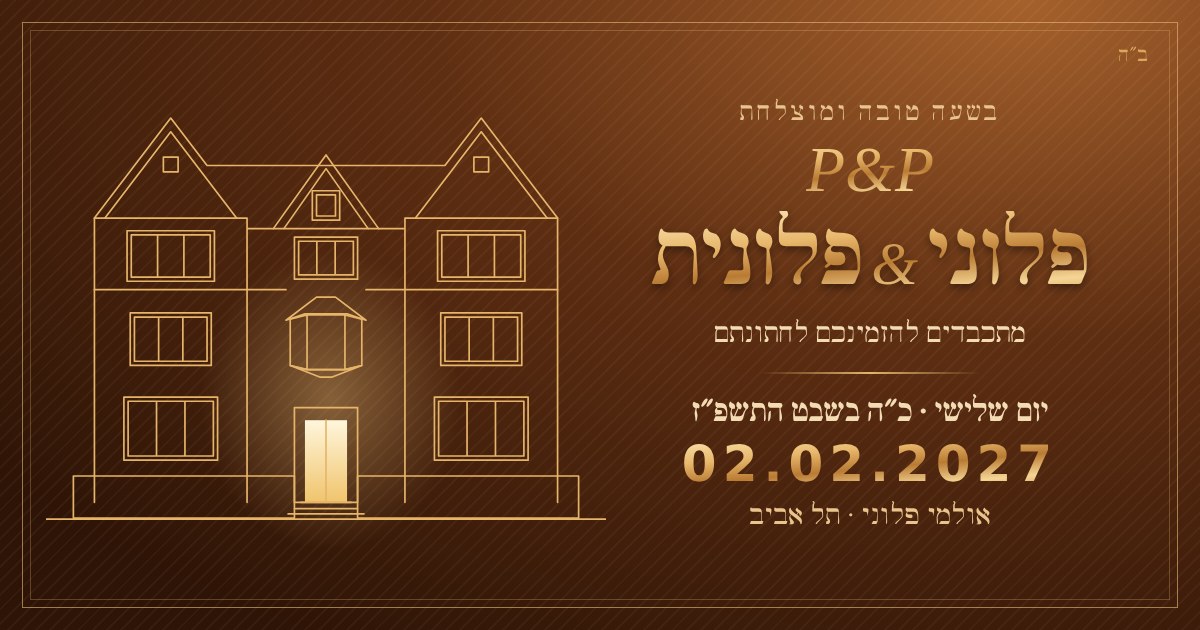 ב״ה
בשעה טובה ומוצלחת
P&P
פלוני & פלונית
מתכבדים להזמינכם לחתונתם
יום שלישי · כ״ה בשבט התשפ״ז
02.02.2027
אולמי פלוני · תל אביב